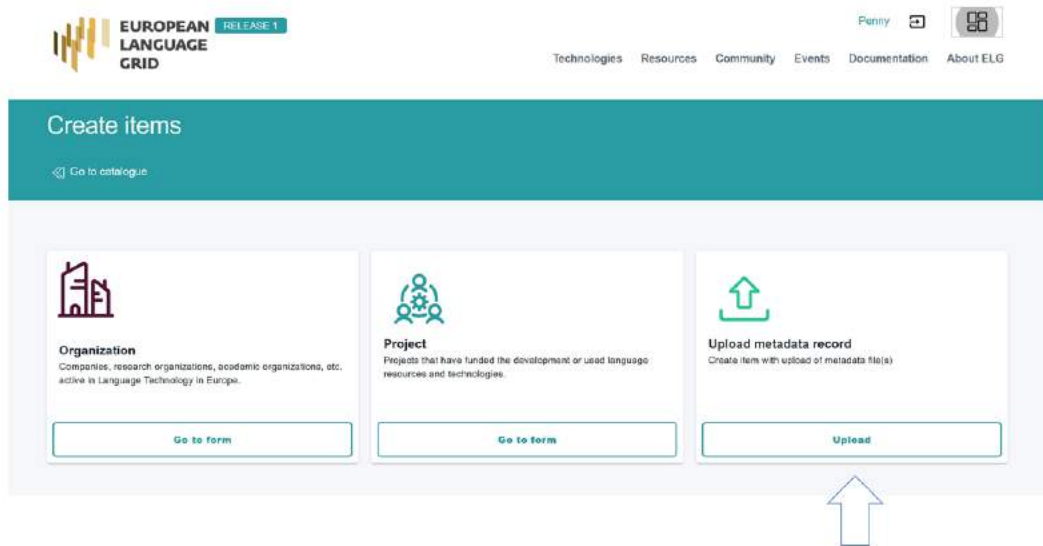 EUROPEAN RELEASE 1
LANGUAGE
GRID
Penny
Technologies Resources Community Events Documentation About ELG
Create items
Go to catalogue
Organization
Companies, research organizations, academic organizations, etc.
active in Language Technology in Europe.
Go to form
Project
Projects that have funded the development or used language
resources and technologies.
Go to form
Upload metadata record
Create item with upload of metadata file(s)
Upload